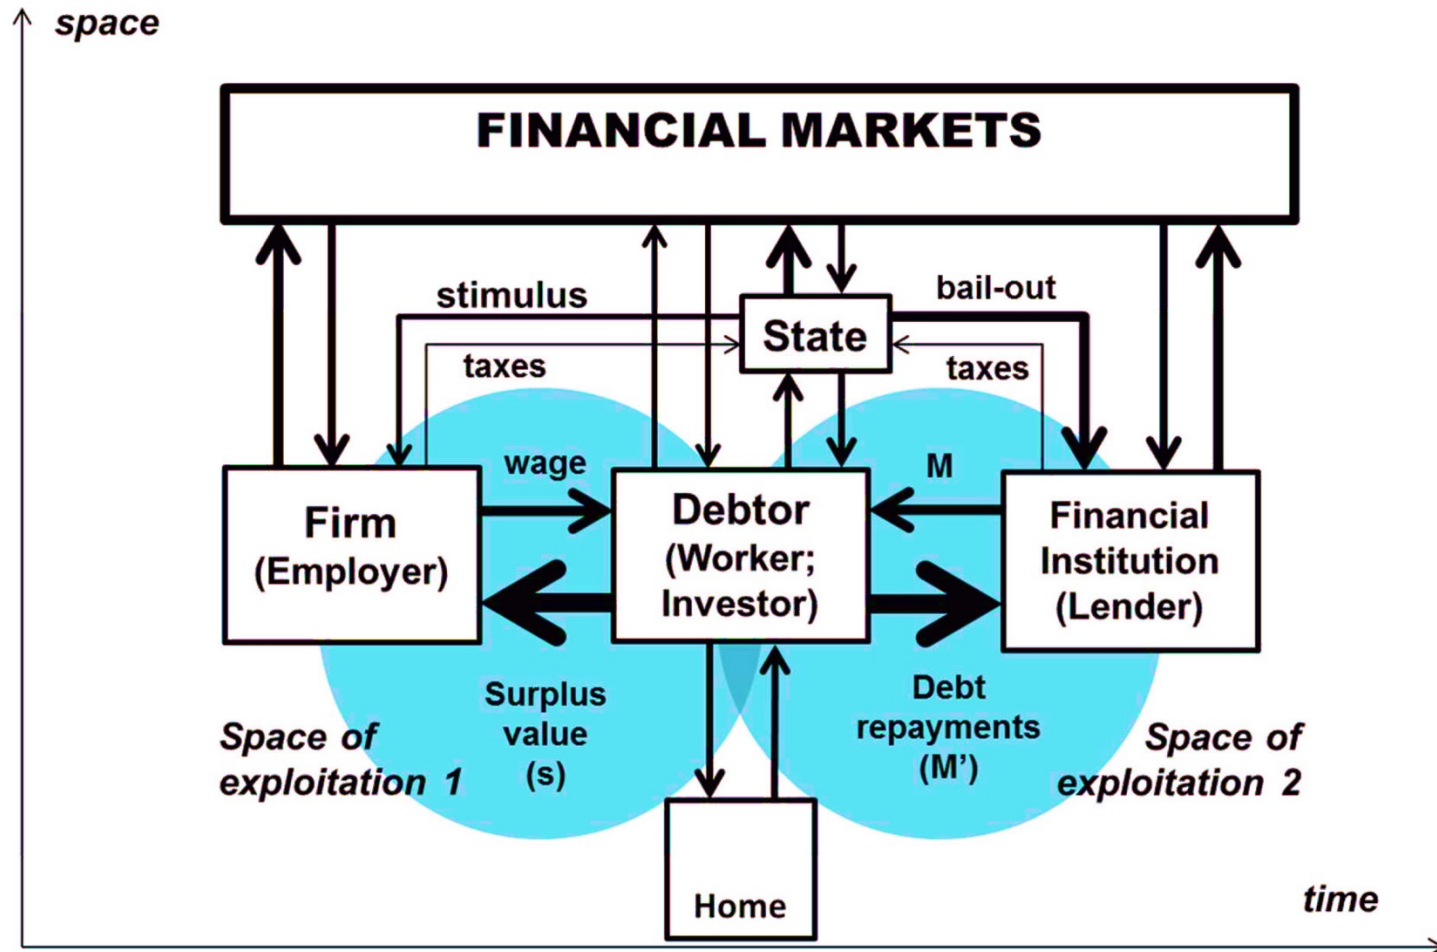 space
FINANCIAL MARKETS
stimulus
bail-out
State
taxes
taxes
wage
M
Firm
(Employer)
Debtor
(Worker;
Investor)
Financial
Institution
(Lender)
Surplus
value
(s)
Debt
repayments
(M’)
Space of
exploitation 1
Space of
exploitation 2
Home
time